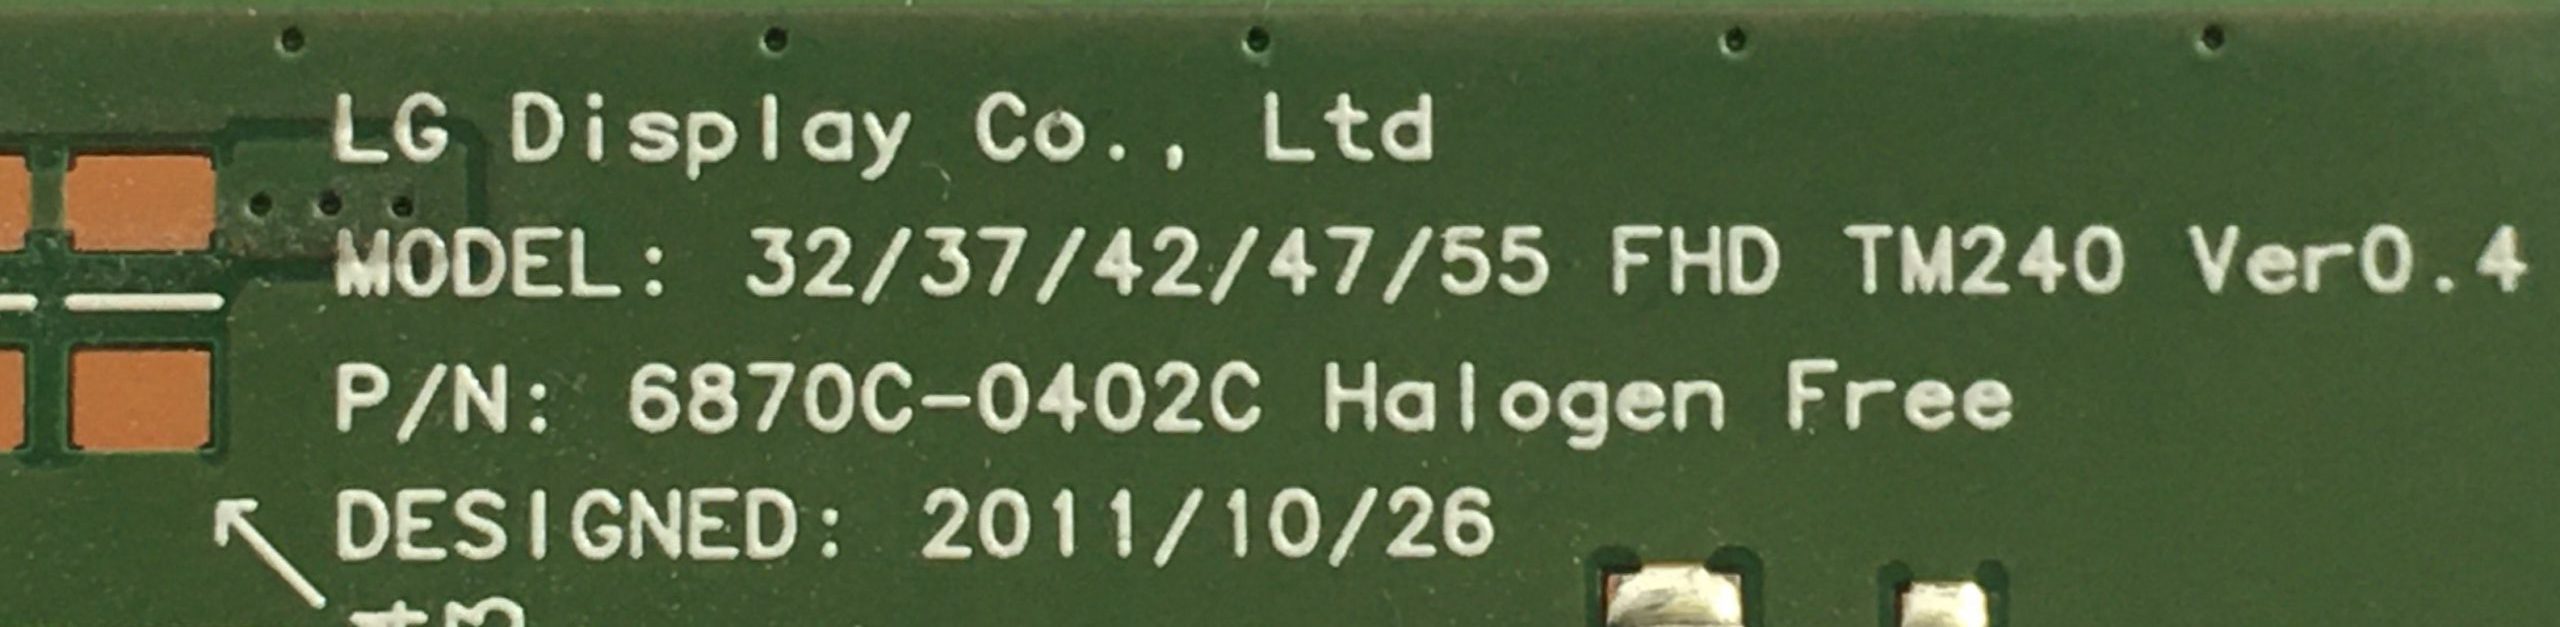 LG Display Co., Ltd
MODEL: 32/37/42/47/55 FHD TM240 Ver0.4
P/N: 6870C-0402C Halogen Free
DESIGNED: 2011/10/26